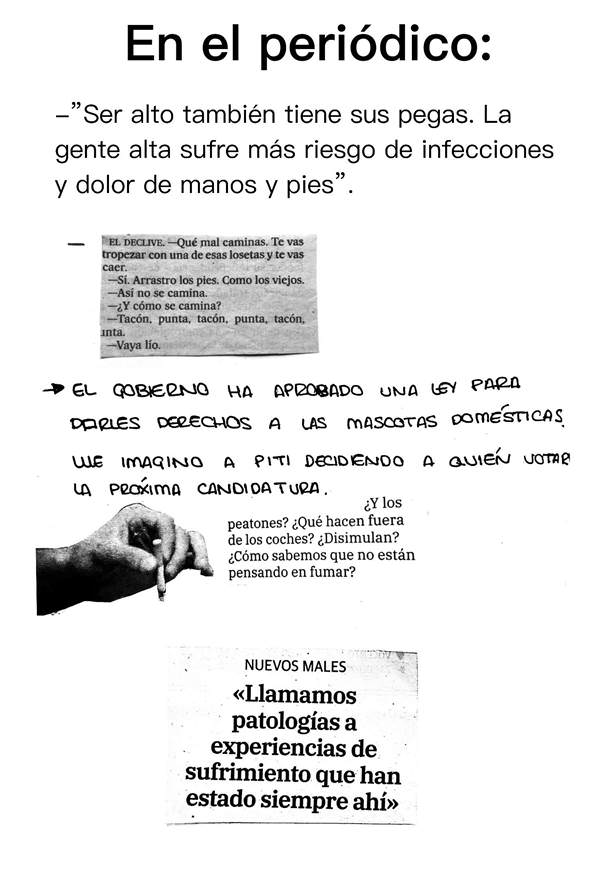 En el periódico:
–”Ser alto también tiene sus pegas. La
gente alta sufre más riesgo de infecciones
y dolor de manos y pies”.
— EL DECLIVE. —Qué mal caminas. Te vas
tropezar con una de esas losetas y te vas
caer.
—Sí. Arrastro los pies. Como los viejos.
—Así no se camina.
—¿Y cómo se camina?
—Tacón, punta, tacón, punta, tacón,
unta.
—Vaya lío.
→ EL GOBIERNO HA APROBADO UNA LEY PARA
DARLES DERECHOS A LAS MASCOTAS DOMÉSTICAS.
ME IMAGINO A PITI DECIDIENDO A QUIÉN VOTAR
LA PRÓXIMA CANDIDATURA.
¿Y los
peatones? ¿Qué hacen fuera
de los coches? ¿Disimulan?
¿Cómo sabemos que no están
pensando en fumar?
NUEVOS MALES
«Llamamos
patologías a
experiencias de
sufrimiento que han
estado siempre ahí»